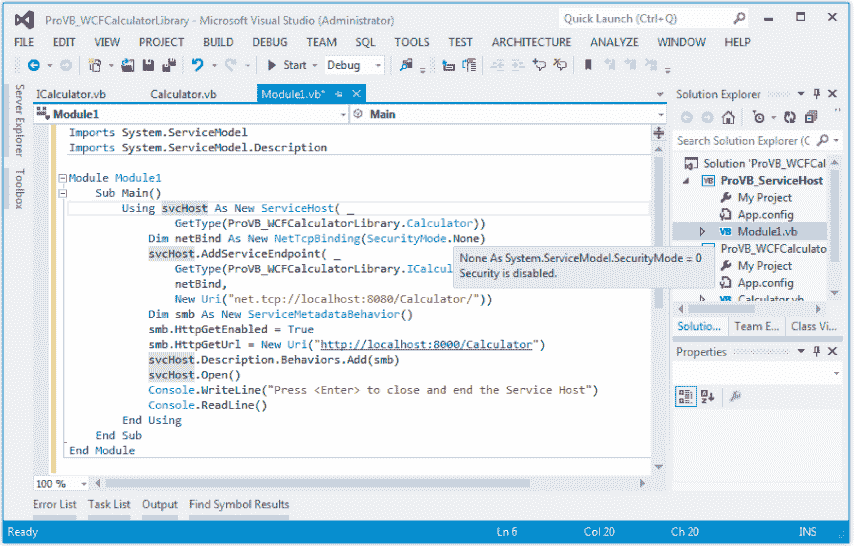 ProVB_WCFCalculatorLibrary - Microsoft Visual Studio (Administrator)
Quick Launch (Ctrl+Q)
FILE EDIT VIEW PROJECT BUILD DEBUG TEAM SQL TOOLS TEST ARCHITECTURE ANALYZE WINDOW HELP
Start Debug
Server Explorer
Toolbox
ICalculator.vb Calculator.vb Module1.vb*
Module1 Main
Imports System.ServiceModel
Imports System.ServiceModel.Description
Module Module1
Sub Main()
Using svcHost As New ServiceHost( _
GetType(ProVB_WCFCalculatorLibrary.Calculator))
Dim netBind As New NetTcpBinding(SecurityMode.None)
svcHost.AddServiceEndpoint( _
GetType(ProVB_WCFCalculatorLibrary.ICalcu
netBind,
New Uri("net.tcp://localhost:8080/Calculator/"))
Dim smb As New ServiceMetadataBehavior()
smb.HttpGetEnabled = True
smb.HttpGetUrl = New Uri("http://localhost:8000/Calculator")
svcHost.Description.Behaviors.Add(smb)
svcHost.Open()
Console.WriteLine("Press <Enter> to close and end the Service Host")
Console.ReadLine()
End Using
End Sub
End Module
None As System.ServiceModel.SecurityMode = 0
Security is disabled.
100 %
Solution Explorer
Search Solution Explorer (C
Solution 'ProVB_WCFCal
VB ProVB_ServiceHost
My Project
App.config
VB Module1.vb
ProVB_WCFCalculato
My Project
App.config
VB Calculator.vb
Solutio... Team E... Class Vi...
Properties
Error List Task List Output Find Symbol Results
Ready Ln 6 Col 20 Ch 20 INS